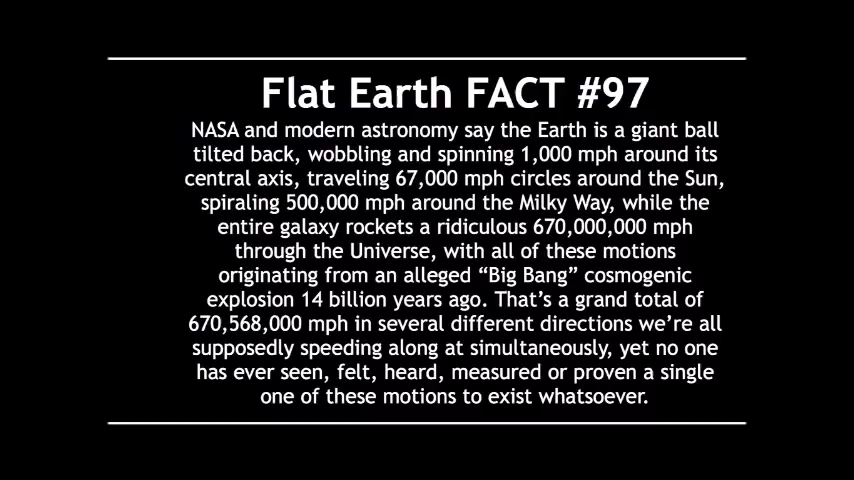 Flat Earth FACT #97
NASA and modern astronomy say the Earth is a giant ball
tilted back, wobbling and spinning 1,000 mph around its
central axis, traveling 67,000 mph circles around the Sun,
spiraling 500,000 mph around the Milky Way, while the
entire galaxy rockets a ridiculous 670,000,000 mph
through the Universe, with all of these motions
originating from an alleged “Big Bang” cosmogenic
explosion 14 billion years ago. That’s a grand total of
670,568,000 mph in several different directions we’re all
supposedly speeding along at simultaneously, yet no one
has ever seen, felt, heard, measured or proven a single
one of these motions to exist whatsoever.